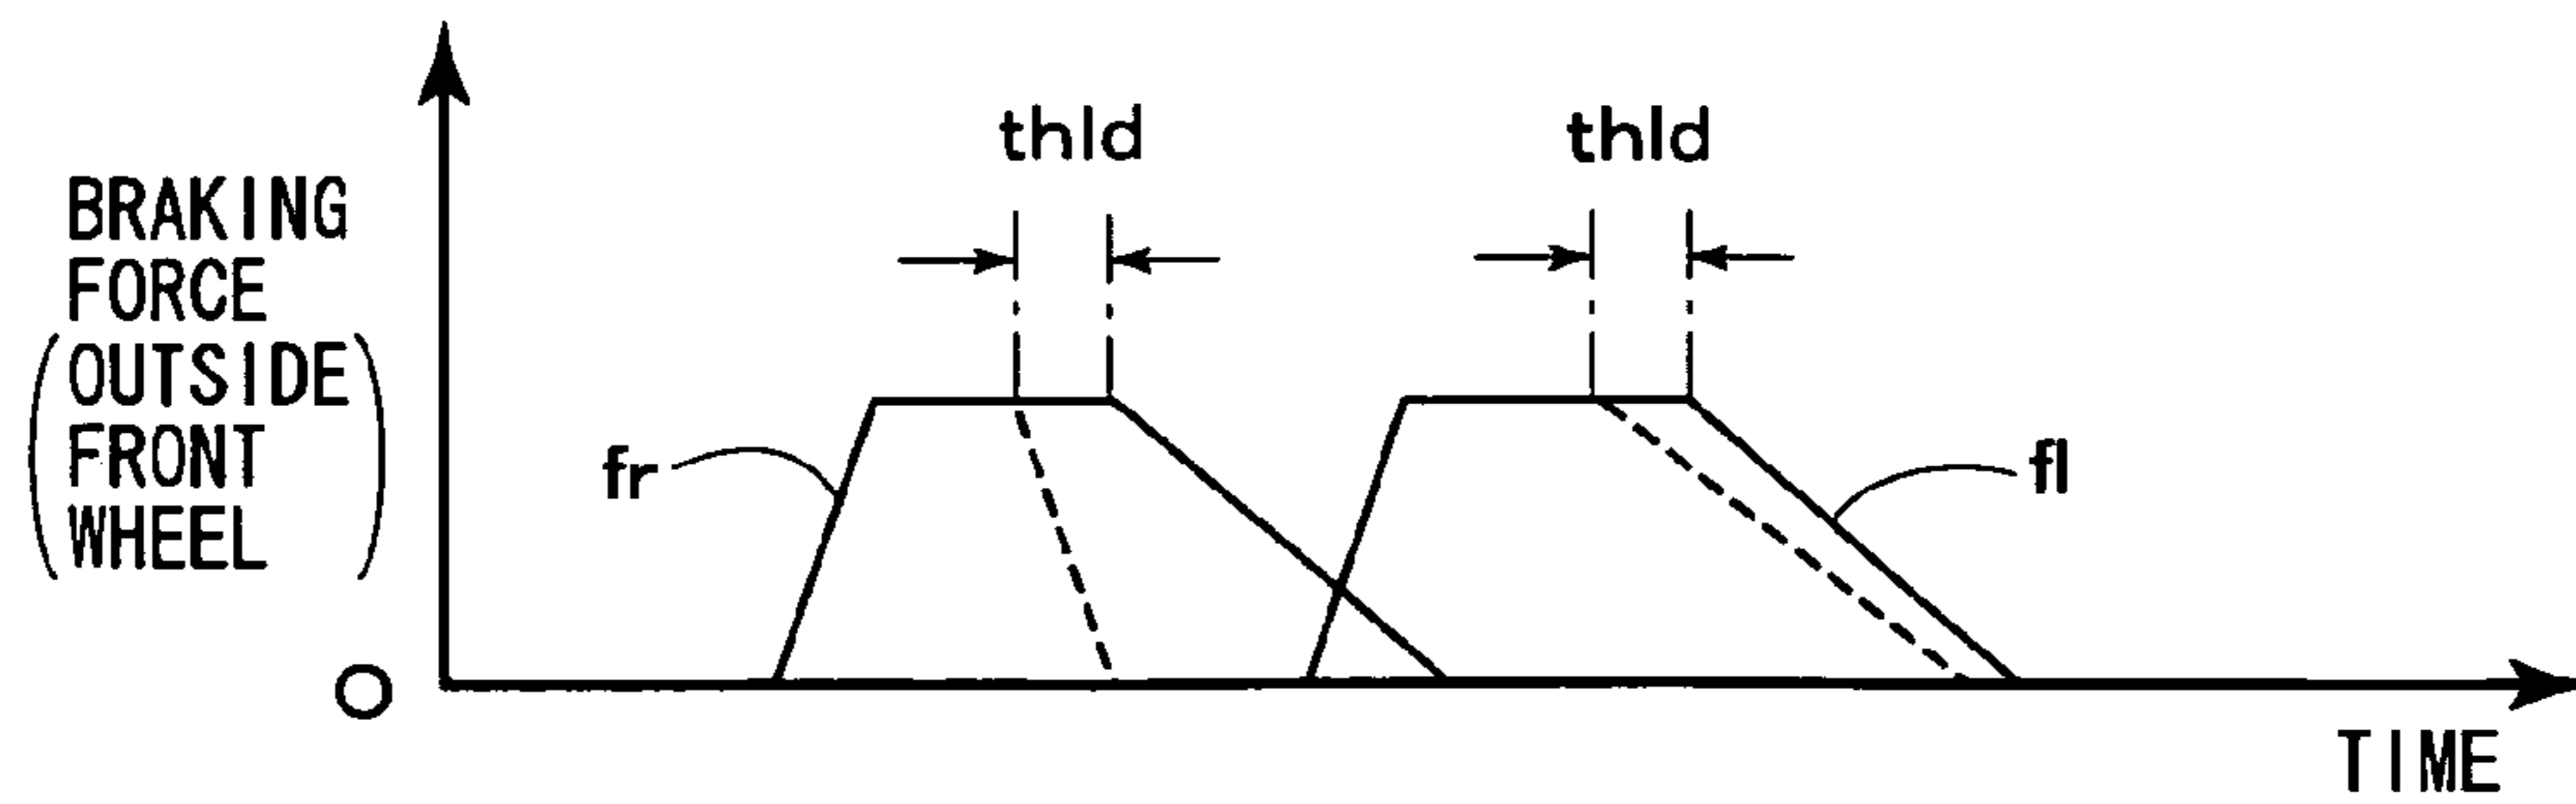 thld
thld
BRAKING
FORCE
(OUTSIDE
FRONT
WHEEL)
fr
fl
O
TIME